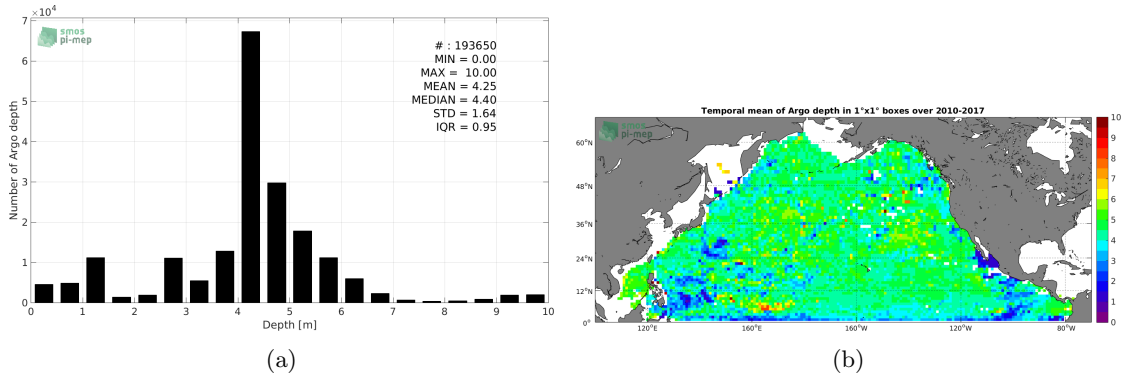 7
×10⁴
smos
pi-mep
# : 193650
MIN = 0.00
MAX = 10.00
MEAN = 4.25
MEDIAN = 4.40
STD = 1.64
IQR = 0.95
6
5
4
3
2
1
0
Number of Argo depth
0 1 2 3 4 5 6 7 8 9 10
Depth [m]
(a)
Temporal mean of Argo depth in 1°x1° boxes over 2010-2017
smos
pi-mep
60°N
48°N
36°N
24°N
12°N
0°
120°E 160°E 160°W 120°W 80°W
10
9
8
7
6
5
4
3
2
1
0
(b)